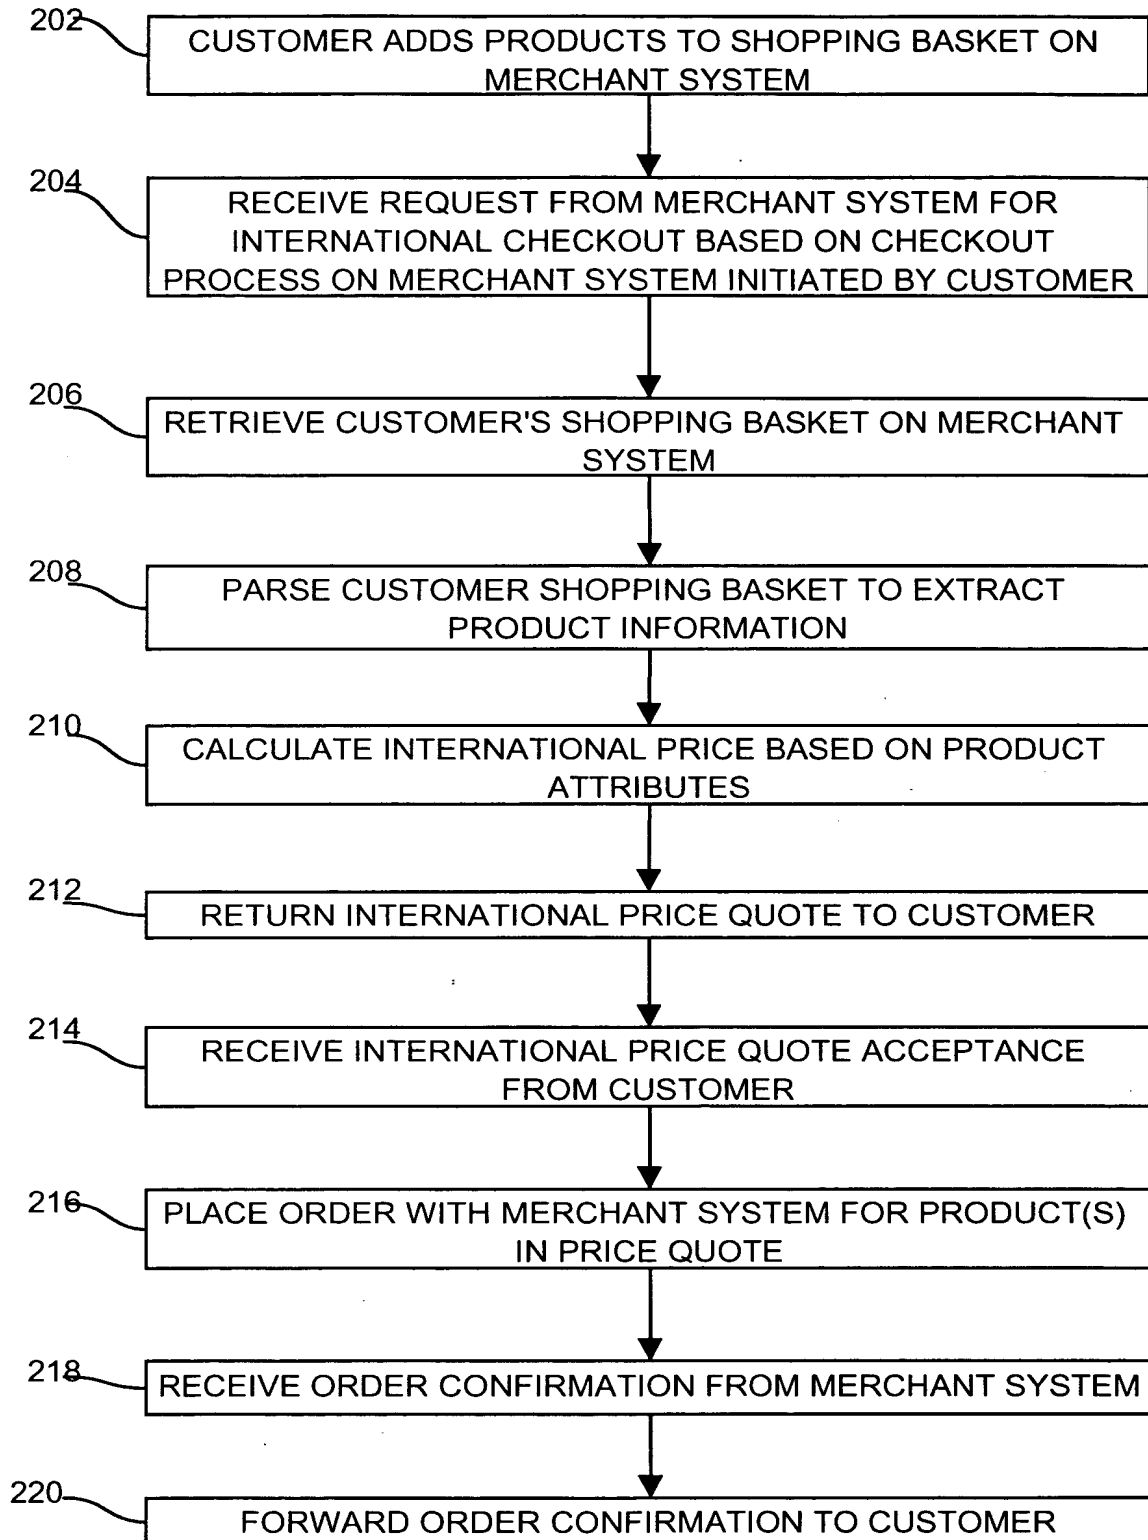 202
CUSTOMER ADDS PRODUCTS TO SHOPPING BASKET ON
MERCHANT SYSTEM
204
RECEIVE REQUEST FROM MERCHANT SYSTEM FOR
INTERNATIONAL CHECKOUT BASED ON CHECKOUT
PROCESS ON MERCHANT SYSTEM INITIATED BY CUSTOMER
206
RETRIEVE CUSTOMER'S SHOPPING BASKET ON MERCHANT
SYSTEM
208
PARSE CUSTOMER SHOPPING BASKET TO EXTRACT
PRODUCT INFORMATION
210
CALCULATE INTERNATIONAL PRICE BASED ON PRODUCT
ATTRIBUTES
212
RETURN INTERNATIONAL PRICE QUOTE TO CUSTOMER
214
RECEIVE INTERNATIONAL PRICE QUOTE ACCEPTANCE
FROM CUSTOMER
216
PLACE ORDER WITH MERCHANT SYSTEM FOR PRODUCT(S)
IN PRICE QUOTE
218
RECEIVE ORDER CONFIRMATION FROM MERCHANT SYSTEM
220
FORWARD ORDER CONFIRMATION TO CUSTOMER